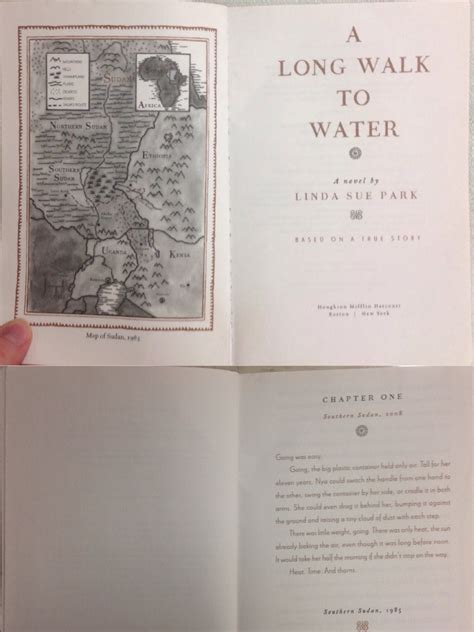 MOUNTAINS
HILLS
DESERTS
RIVERS
AFRICA
SUDAN
NORTHERN SUDAN
SOUTHERN SUDAN
ETHIOPIA
UGANDA
KENYA
Map of Sudan, 1985
A
LONG WALK
TO
WATER
A novel by
LINDA SUE PARK
BASED ON A TRUE STORY
Houghton Mifflin Harcourt
Boston | New York
CHAPTER ONE
Southern Sudan, 2008
Going was easy.
Going, the big plastic container held only air. Tall for her
eleven years, Nya could switch the handle from one hand to
the other, swing the container by her side, or cradle it in both
arms. She could even drag it behind her, bumping it against
the ground and raising a tiny cloud of dust with each step.
There was little weight, going. There was only heat, the sun
already baking the air, even though it was long before noon.
It would take her half the morning if she didn't stop on the way.
Heat. Time. And thorns.
Southern Sudan, 1985